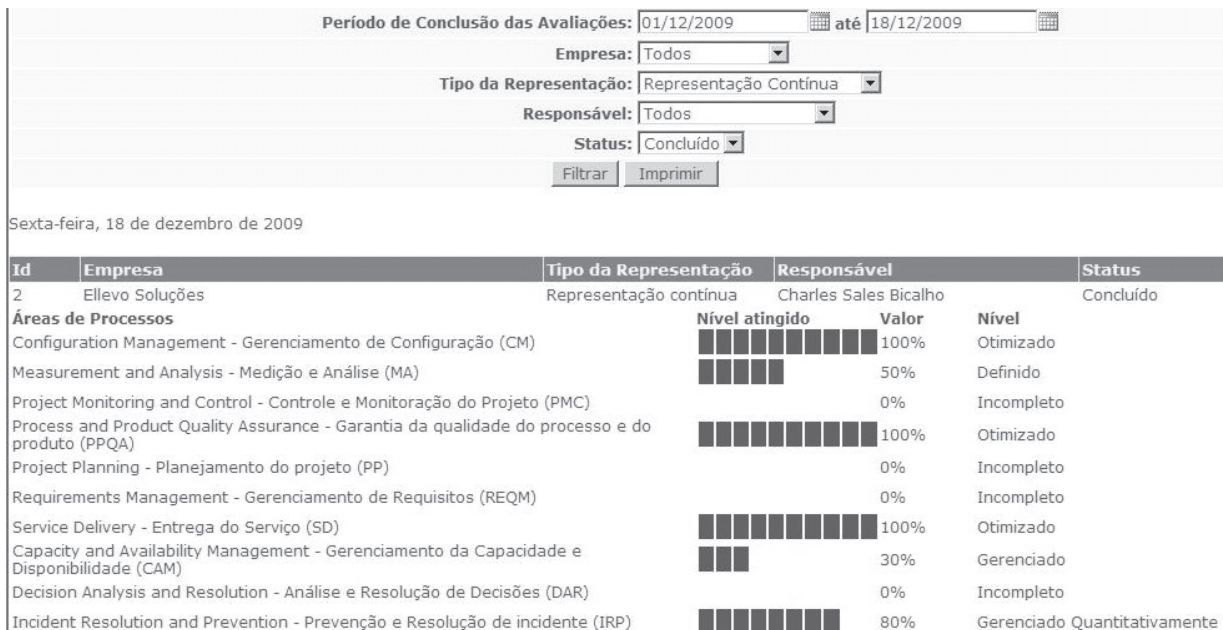 Período de Conclusão das Avaliações: 01/12/2009 até 18/12/2009
Empresa: Todos
Tipo da Representação: Representação Contínua
Responsável: Todos
Status: Concluído
Filtrar Imprimir
Sexta-feira, 18 de dezembro de 2009
Id Empresa Tipo da Representação Responsável Status
2 Ellevo Soluções Representação contínua Charles Sales Bicalho Concluído
Áreas de Processos Nível atingido Valor Nível
Configuration Management - Gerenciamento de Configuração (CM) 100% Otimizado
Measurement and Analysis - Medição e Análise (MA) 50% Definido
Project Monitoring and Control - Controle e Monitoração do Projeto (PMC) 0% Incompleto
Process and Product Quality Assurance - Garantia da qualidade do processo e do
produto (PPQA) 100% Otimizado
Project Planning - Planejamento do projeto (PP) 0% Incompleto
Requirements Management - Gerenciamento de Requisitos (REQM) 0% Incompleto
Service Delivery - Entrega do Serviço (SD) 100% Otimizado
Capacity and Availability Management - Gerenciamento da Capacidade e
Disponibilidade (CAM) 30% Gerenciado
Decision Analysis and Resolution - Análise e Resolução de Decisões (DAR) 0% Incompleto
Incident Resolution and Prevention - Prevenção e Resolução de incidente (IRP) 80% Gerenciado Quantitativamente